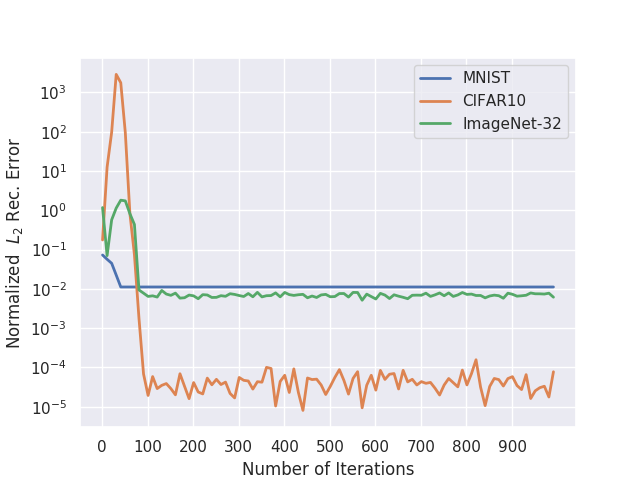 MNIST
CIFAR10
ImageNet-32
Normalized L₂ Rec. Error
10³
10²
10¹
10⁰
10⁻¹
10⁻²
10⁻³
10⁻⁴
10⁻⁵
0 100 200 300 400 500 600 700 800 900
Number of Iterations